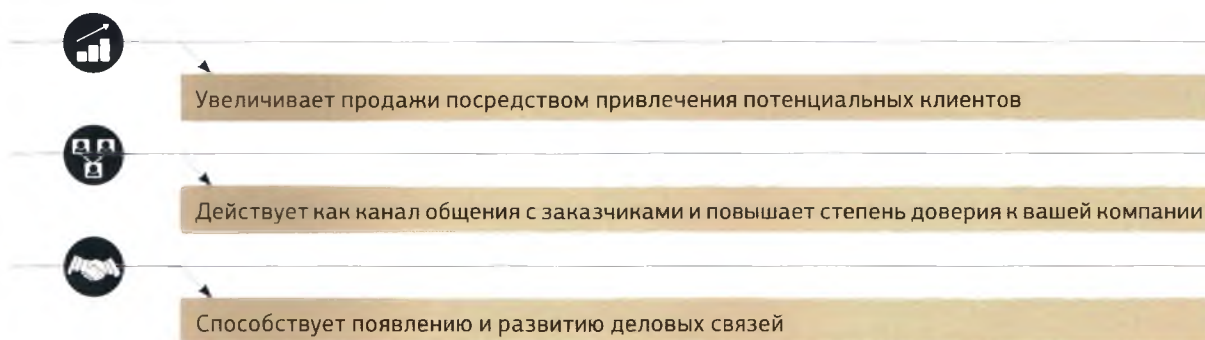 Увеличивает продажи посредством привлечения потенциальных клиентов
Действует как канал общения с заказчиками и повышает степень доверия к вашей компании
Способствует появлению и развитию деловых связей